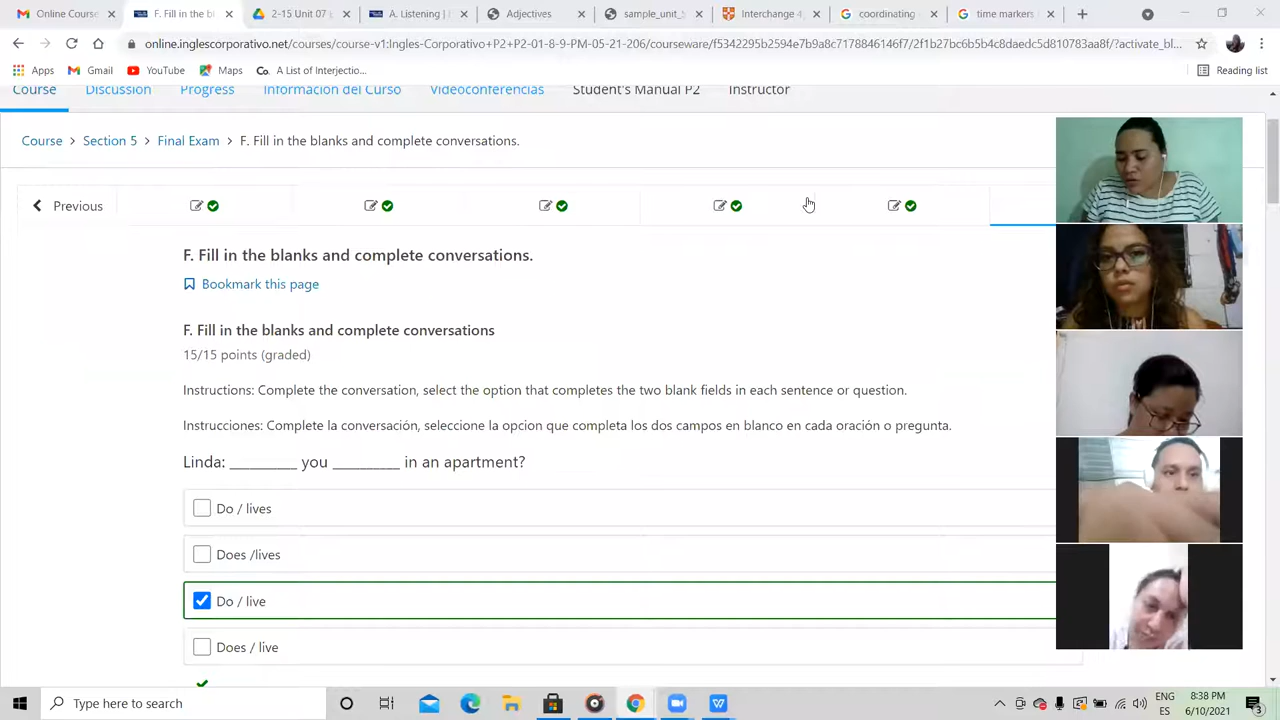 F. Fill in the blanks and
2-15 Unit 07
A. Listening |
Adjectives
sample_unit_
Interchange 4
coordinating
time markers
online.inglescorporativo.net/courses/course-v1:Ingles-Corporativo+P2+P2-01-8-9-PM-05-21-206/courseware/f5342295b2594e7b9a8c7178846146f7/2f1b27bc6b5b4c8daedc5d810783aa8f/?activate_bl...
Apps
Gmail
YouTube
Maps
Co.
A List of Interjectio...
Reading list
Course
Discussion
Progress
Información del Curso
Videoconferencias
Student's Manual P2
Instructor
Course > Section 5 > Final Exam > F. Fill in the blanks and complete conversations.
Previous
F. Fill in the blanks and complete conversations.
Bookmark this page
F. Fill in the blanks and complete conversations
15/15 points (graded)
Instructions: Complete the conversation, select the option that completes the two blank fields in each sentence or question.
Instrucciones: Complete la conversación, seleccione la opcion que completa los dos campos en blanco en cada oración o pregunta.
Linda: _________ you _________ in an apartment?
Do / lives
Does /lives
Do / live
Does / live
Type here to search
ENG
ES
8:38 PM
6/10/2021
3